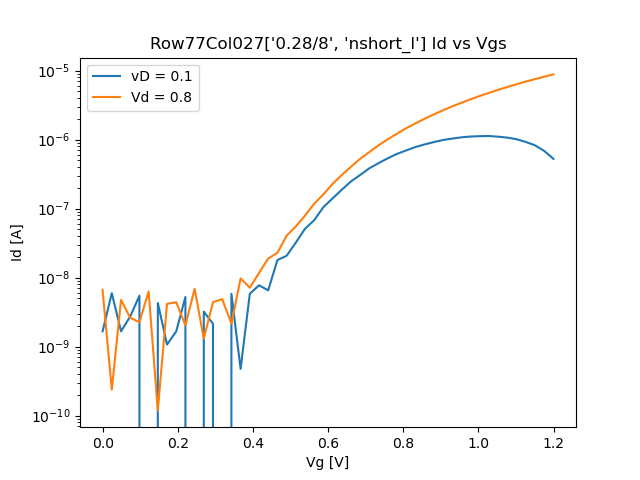 Row77Col027['0.28/8', 'nshort_l'] Id vs Vgs
vD = 0.1
Vd = 0.8
Id [A]
10⁻⁵
10⁻⁶
10⁻⁷
10⁻⁸
10⁻⁹
10⁻¹⁰
0.0 0.2 0.4 0.6 0.8 1.0 1.2
Vg [V]